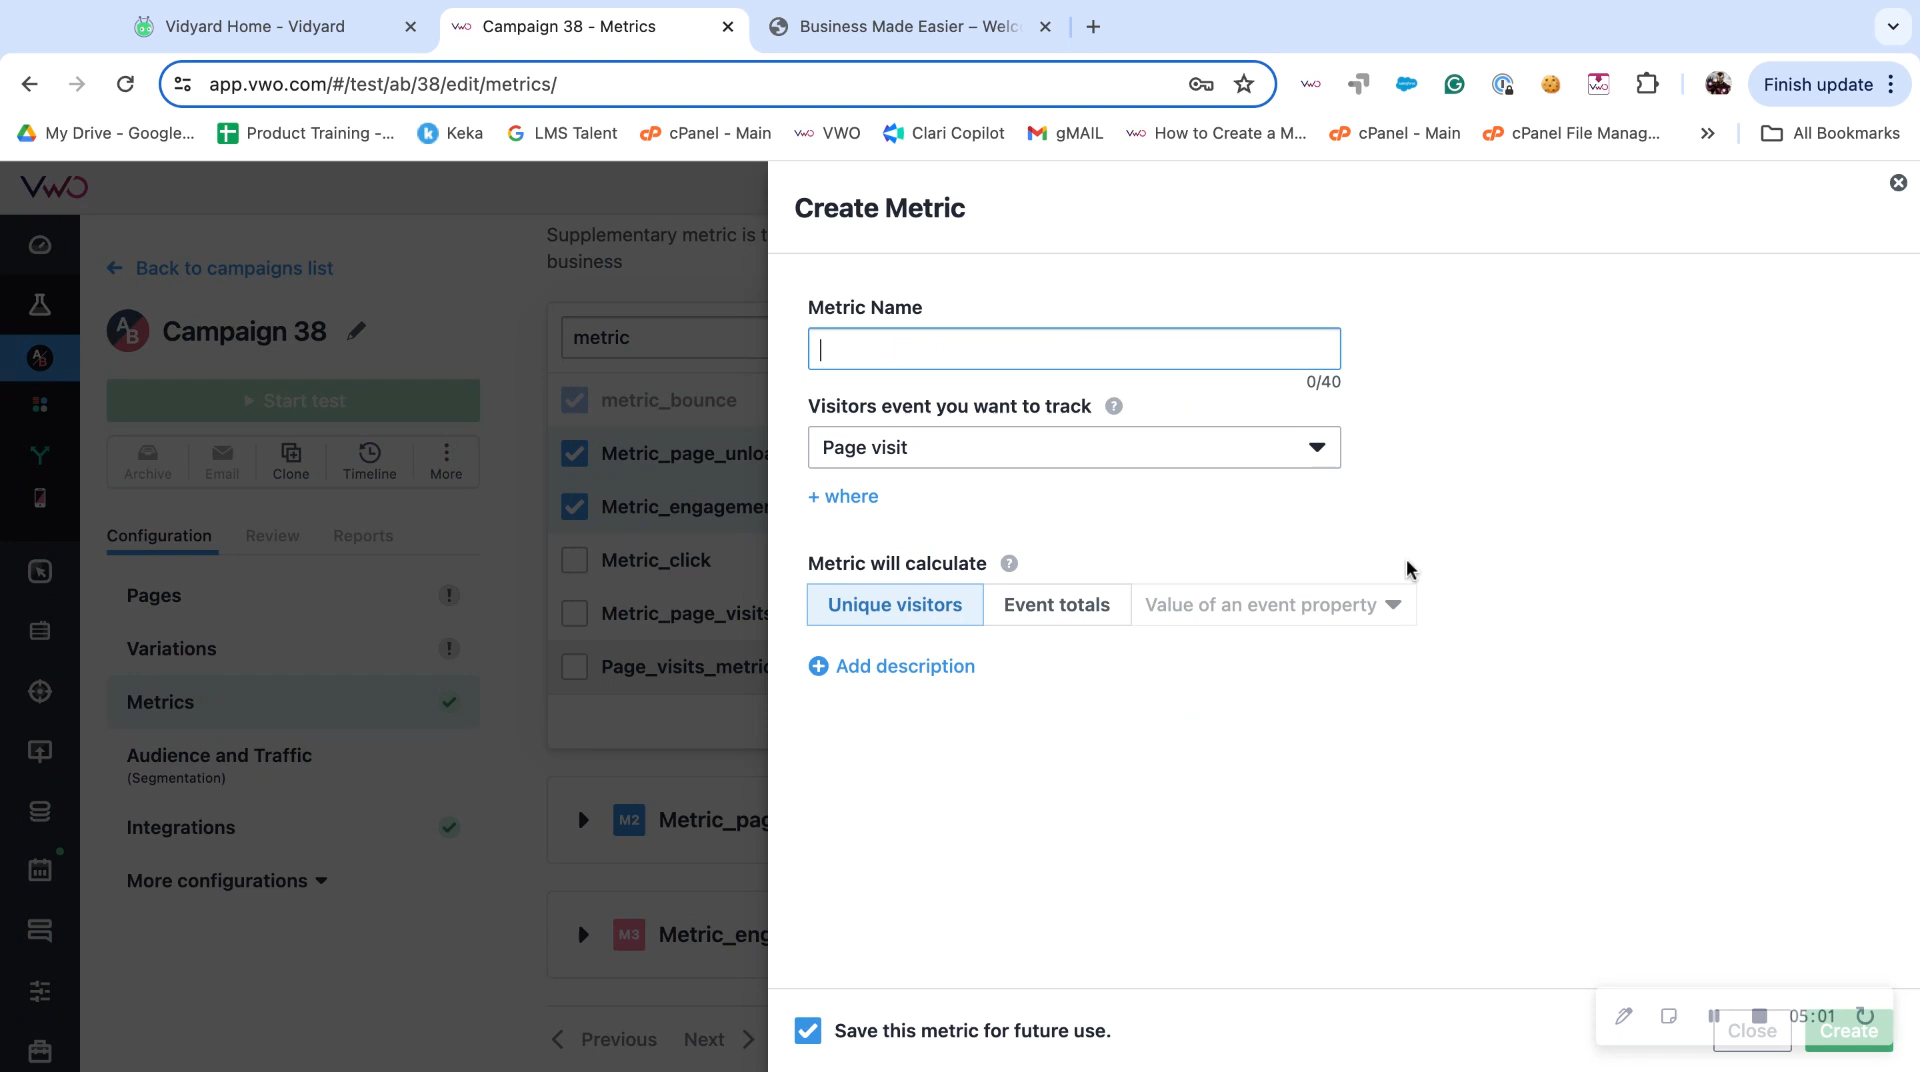 Vidyard Home - Vidyard
VWO Campaign 38 - Metrics
Business Made Easier – Welc
app.vwo.com/#/test/ab/38/edit/metrics/
VWO
VWO
Finish update
My Drive - Google...
Product Training -...
Keka
LMS Talent
cPanel - Main
VWO
Clari Copilot
gMAIL
How to Create a M...
cPanel - Main
cPanel File Manag...
All Bookmarks
VWO
Back to campaigns list
AB
Campaign 38
Start test
Archive
Email
Clone
Timeline
More
Configuration
Review
Reports
Pages
Variations
Metrics
Audience and Traffic
(Segmentation)
Integrations
More configurations
Supplementary metric is t
business
metric
metric_bounce
Metric_page_unloa
Metric_engagemen
Metric_click
Metric_page_visits
Page_visits_metric
M2 Metric_pag
M3 Metric_eng
Previous
Next
Create Metric
Metric Name
0/40
Visitors event you want to track ?
Page visit
+ where
Metric will calculate ?
Unique visitors
Event totals
Value of an event property
Add description
Save this metric for future use.
05:01
Close
Create